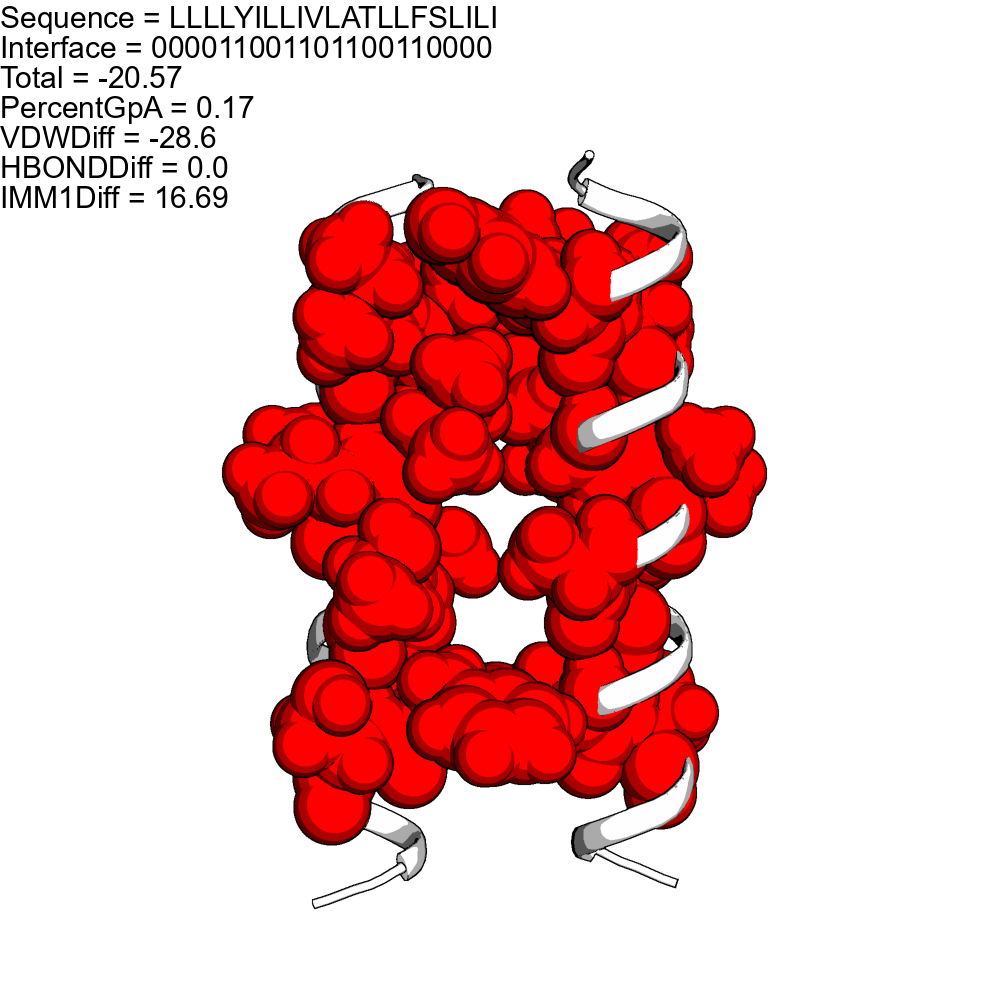 Sequence = LLLLYILLIVLATLLFSLILI
Interface = 000011001101100110000
Total = -20.57
PercentGpA = 0.17
VDWDiff = -28.6
HBONDDiff = 0.0
IMM1Diff = 16.69